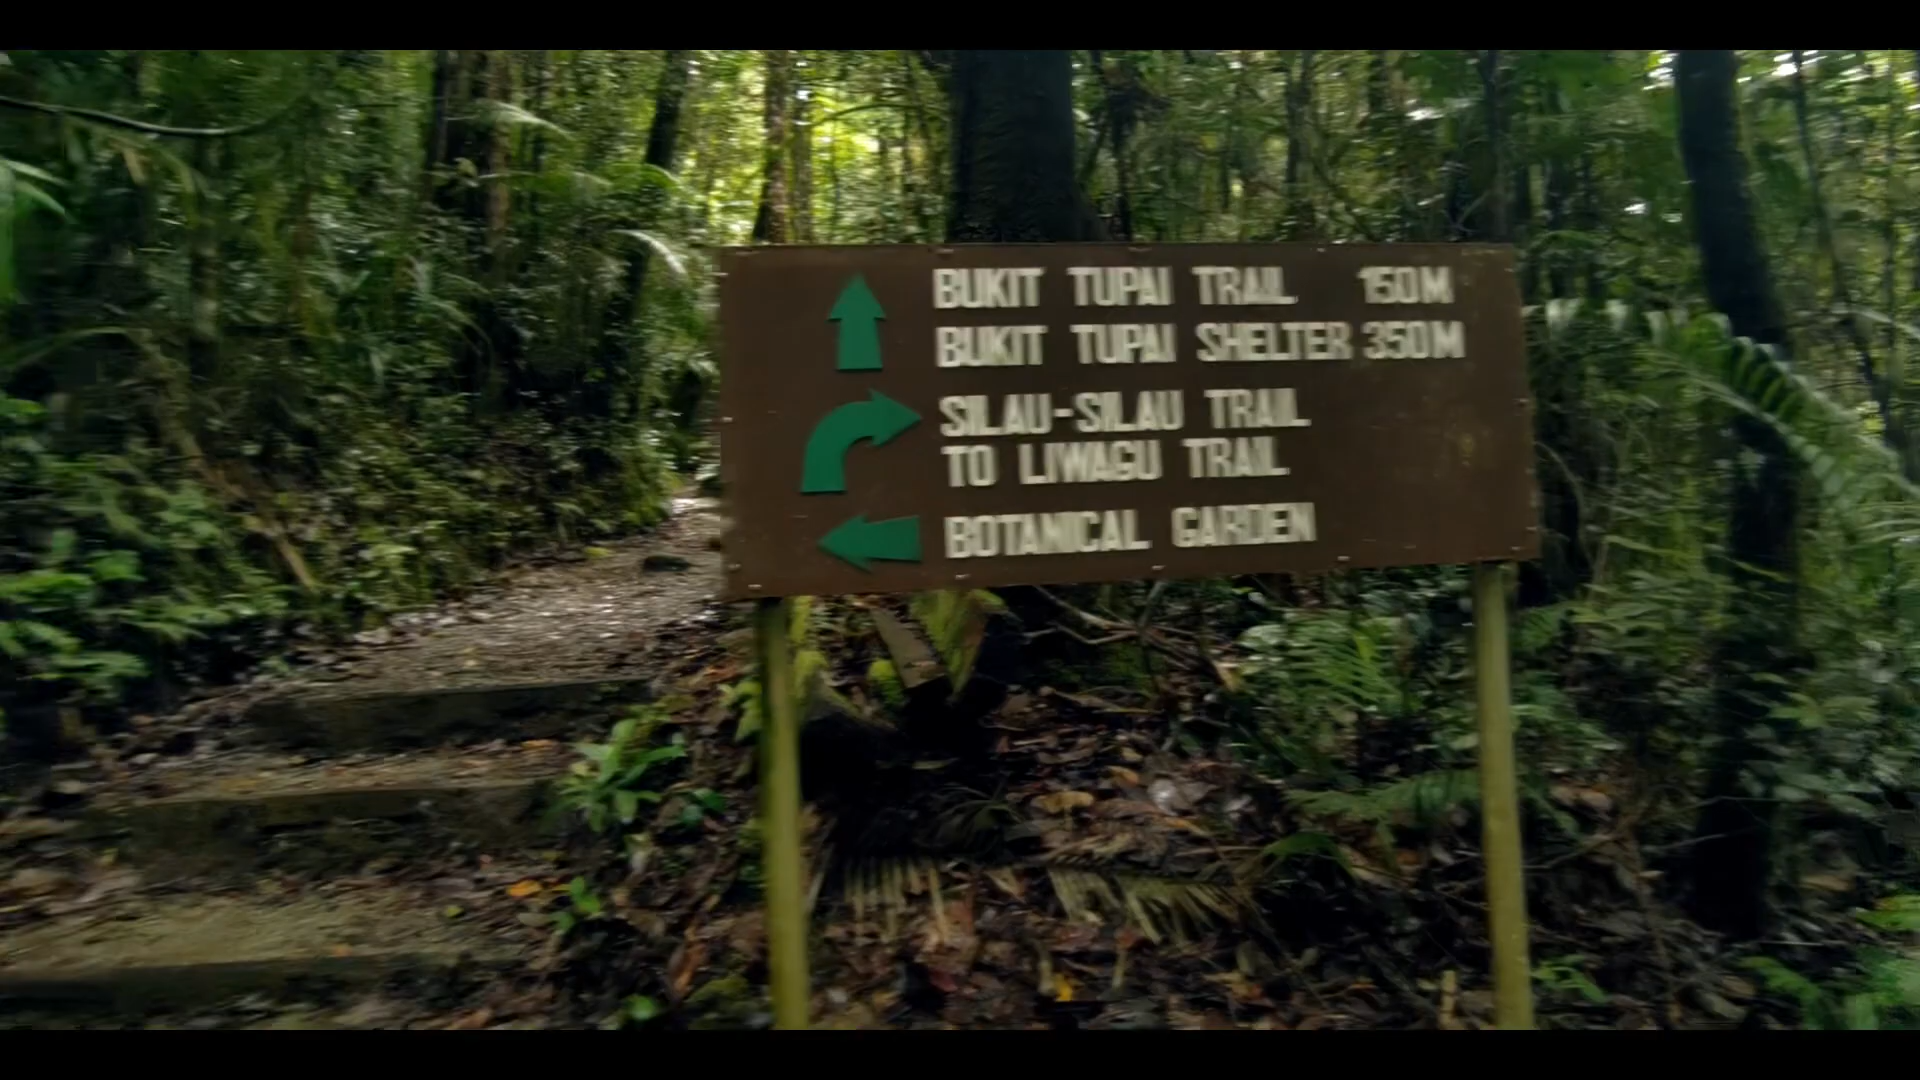 BUKIT TUPAI TRAIL 150M
BUKIT TUPAI SHELTER 350M
SILAU-SILAU TRAIL
TO LIWAGU TRAIL
BOTANICAL GARDEN